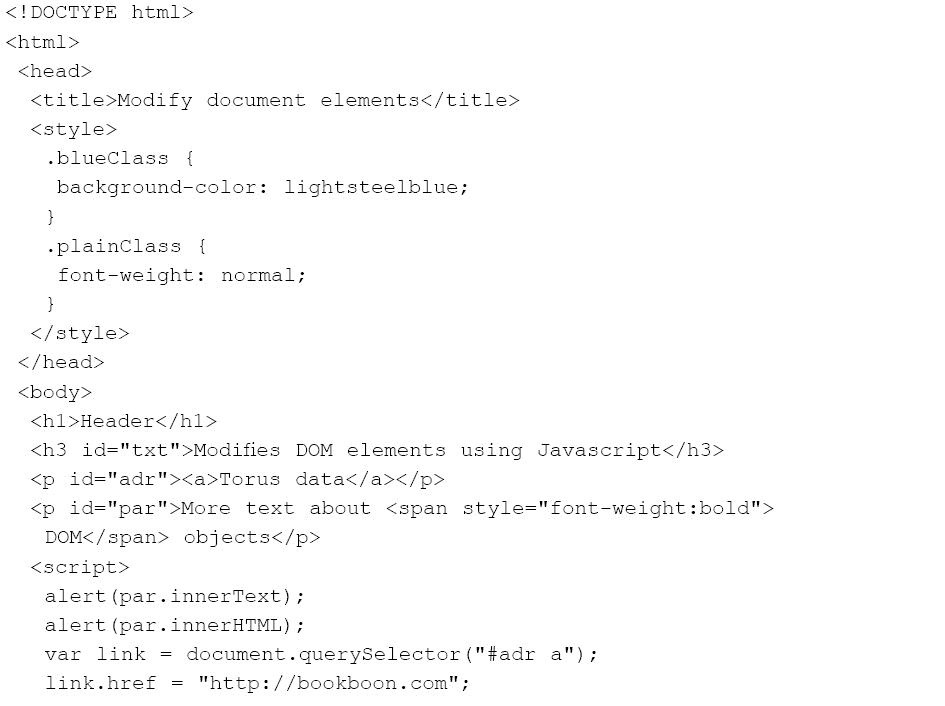 <!DOCTYPE html>
<html>
<head>
<title>Modify document elements</title>
<style>
.blueClass {
background-color: lightsteelblue;
}
.plainClass {
font-weight: normal;
}
</style>
</head>
<body>
<h1>Header</h1>
<h3 id="txt">Modifies DOM elements using Javascript</h3>
<p id="adr"><a>Torus data</a></p>
<p id="par">More text about <span style="font-weight:bold">
DOM</span> objects</p>
<script>
alert(par.innerText);
alert(par.innerHTML);
var link = document.querySelector("#adr a");
link.href = "http://bookboon.com";